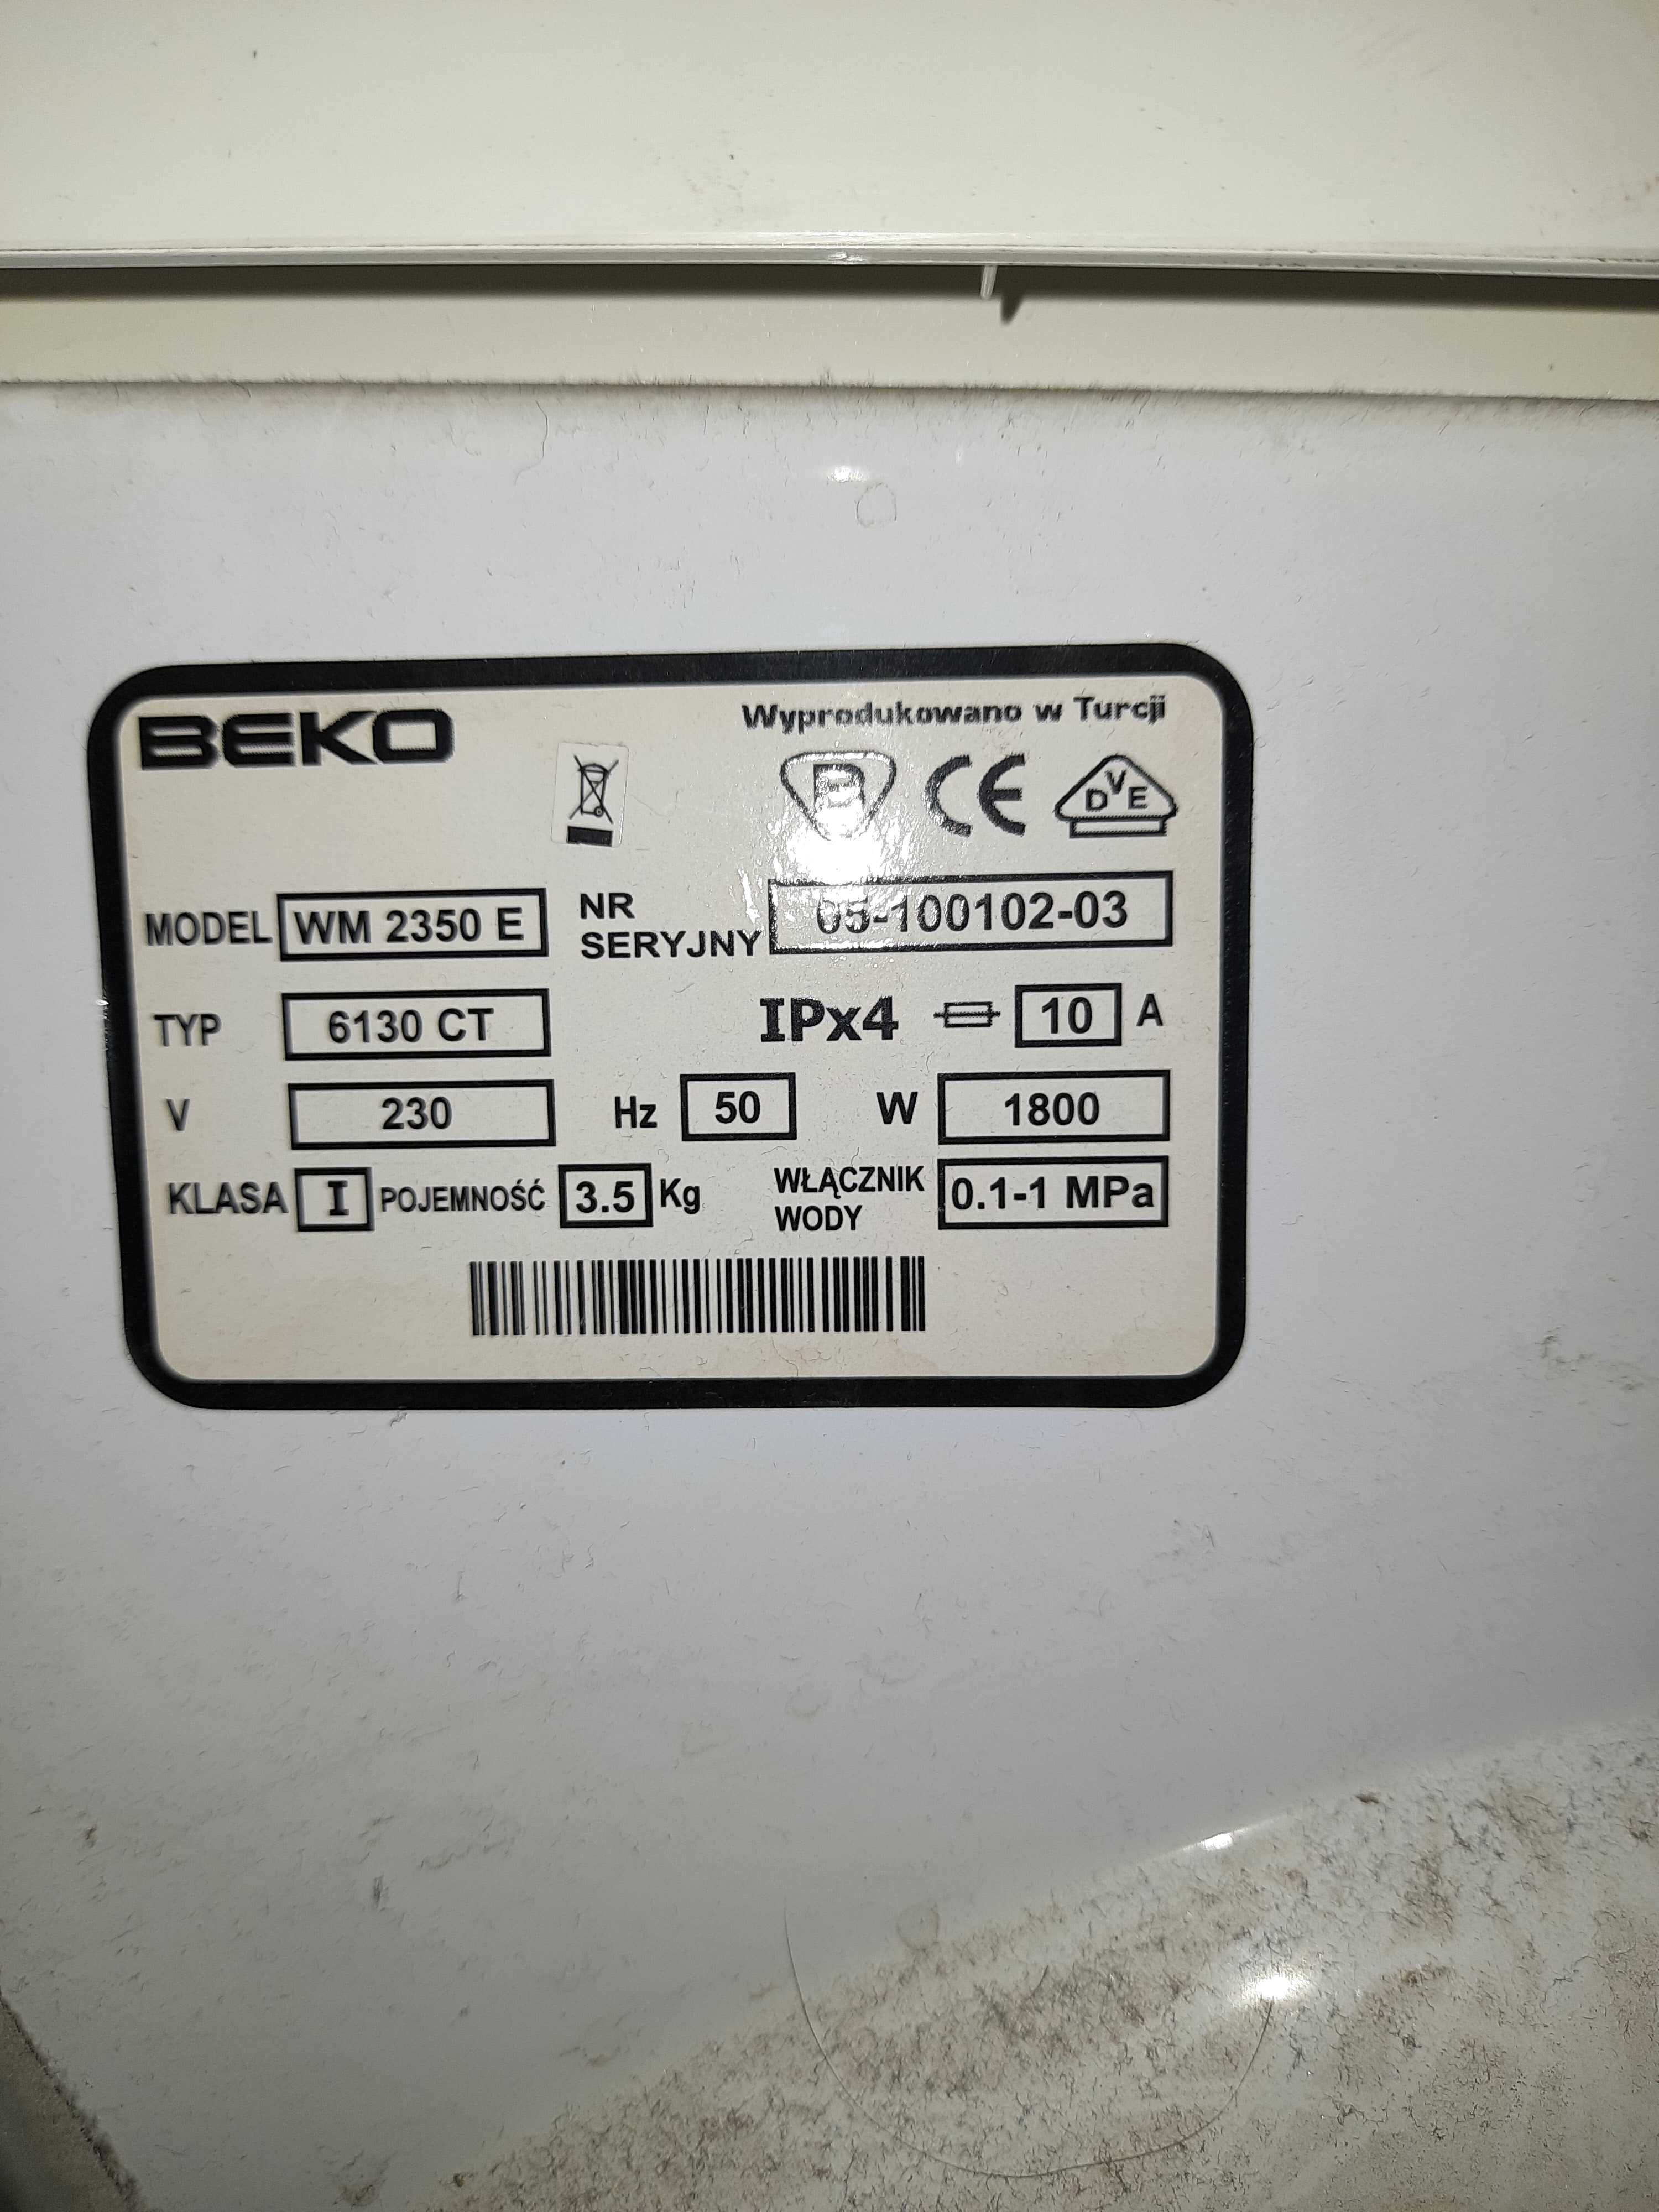 BEKO
Wyprodukowano w Turcji
B CE DVE
MODEL WM 2350 E NR SERYJNY 05-100102-03
TYP 6130 CT IPx4 10 A
V 230 Hz 50 W 1800
KLASA I POJEMNOŚĆ 3.5 Kg WŁĄCZNIK WODY 0.1-1 MPa